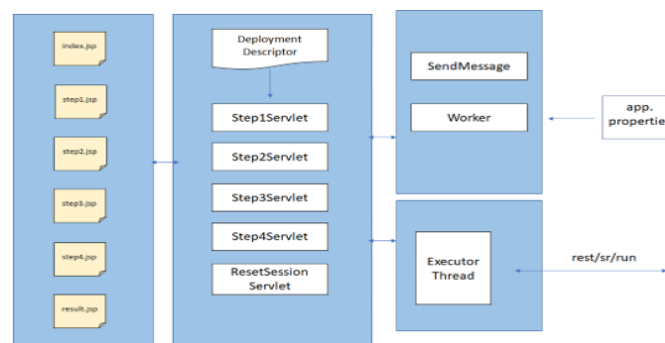 index.jsp
step1.jsp
step2.jsp
step3.jsp
step4.jsp
result.jsp
Deployment
Descriptor
Step1Servlet
Step2Servlet
Step3Servlet
Step4Servlet
ResetSession
Servlet
SendMessage
Worker
Executor
Thread
app.
propertie
rest/sr/run